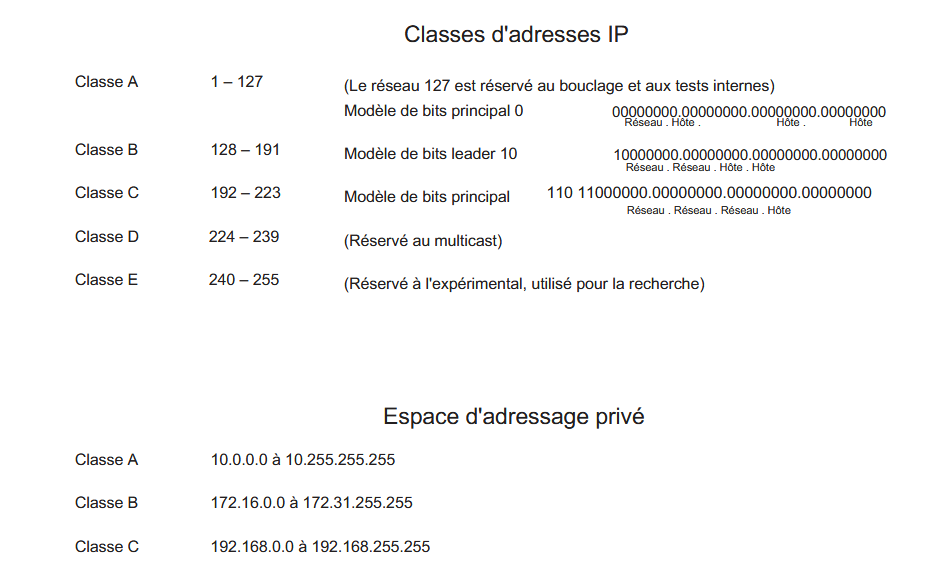 Classes d'adresses IP
Classe A 1 – 127 (Le réseau 127 est réservé au bouclage et aux tests internes)
Modèle de bits principal 0 00000000.00000000.00000000.00000000
Réseau . Hôte . Hôte . Hôte
Classe B 128 – 191 Modèle de bits leader 10 10000000.00000000.00000000.00000000
Réseau . Réseau . Hôte . Hôte
Classe C 192 – 223 Modèle de bits principal 110 11000000.00000000.00000000.00000000
Réseau . Réseau . Réseau . Hôte
Classe D 224 – 239 (Réservé au multicast)
Classe E 240 – 255 (Réservé à l'expérimental, utilisé pour la recherche)
Espace d'adressage privé
Classe A 10.0.0.0 à 10.255.255.255
Classe B 172.16.0.0 à 172.31.255.255
Classe C 192.168.0.0 à 192.168.255.255